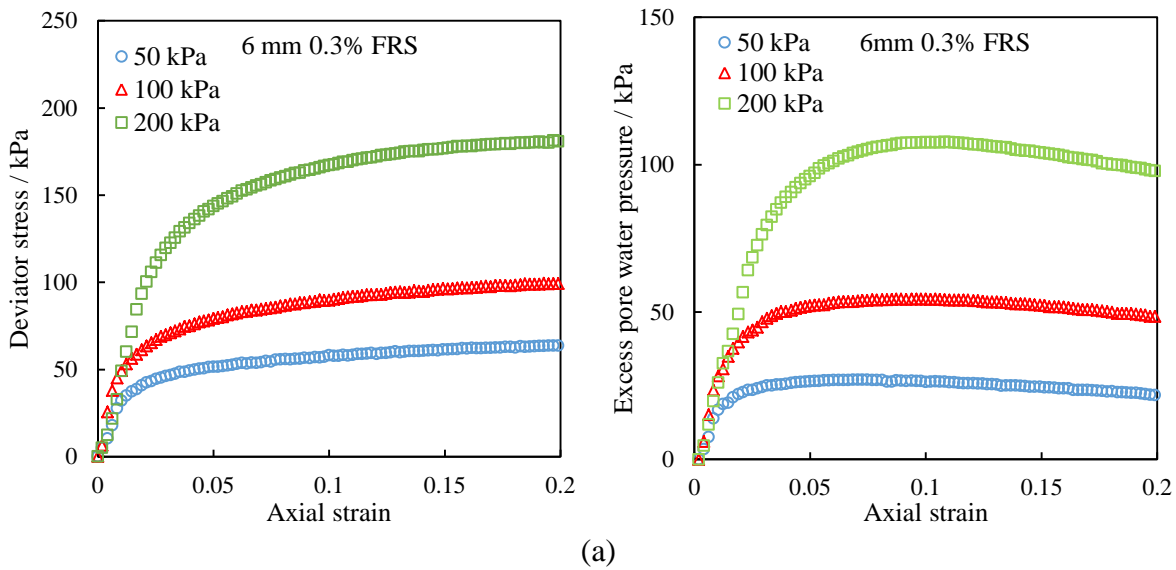 250
200
150
100
50
0
Deviator stress / kPa
6 mm 0.3% FRS
50 kPa
100 kPa
200 kPa
0 0.05 0.1 0.15 0.2
Axial strain
150
100
50
0
Excess pore water pressure / kPa
6mm 0.3% FRS
50 kPa
100 kPa
200 kPa
0 0.05 0.1 0.15 0.2
Axial strain
(a)